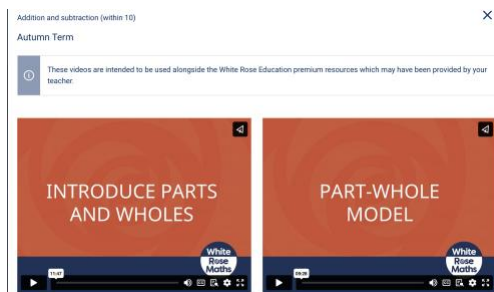 Addition and subtraction (within 10)
Autumn Term
These videos are intended to be used alongside the White Rose Education premium resources which may have been provided by your
teacher.
INTRODUCE PARTS
AND WHOLES
White
Rose
Maths
11:47
PART-WHOLE
MODEL
White
Rose
Maths